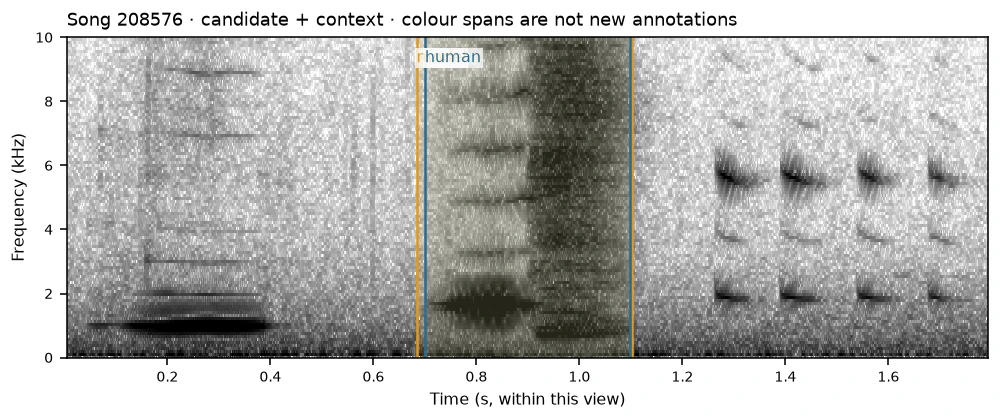 Song 208576 · candidate + context · colour spans are not new annotations
human
Frequency (kHz)
10
8
6
4
2
0
0.2 0.4 0.6 0.8 1.0 1.2 1.4 1.6
Time (s, within this view)